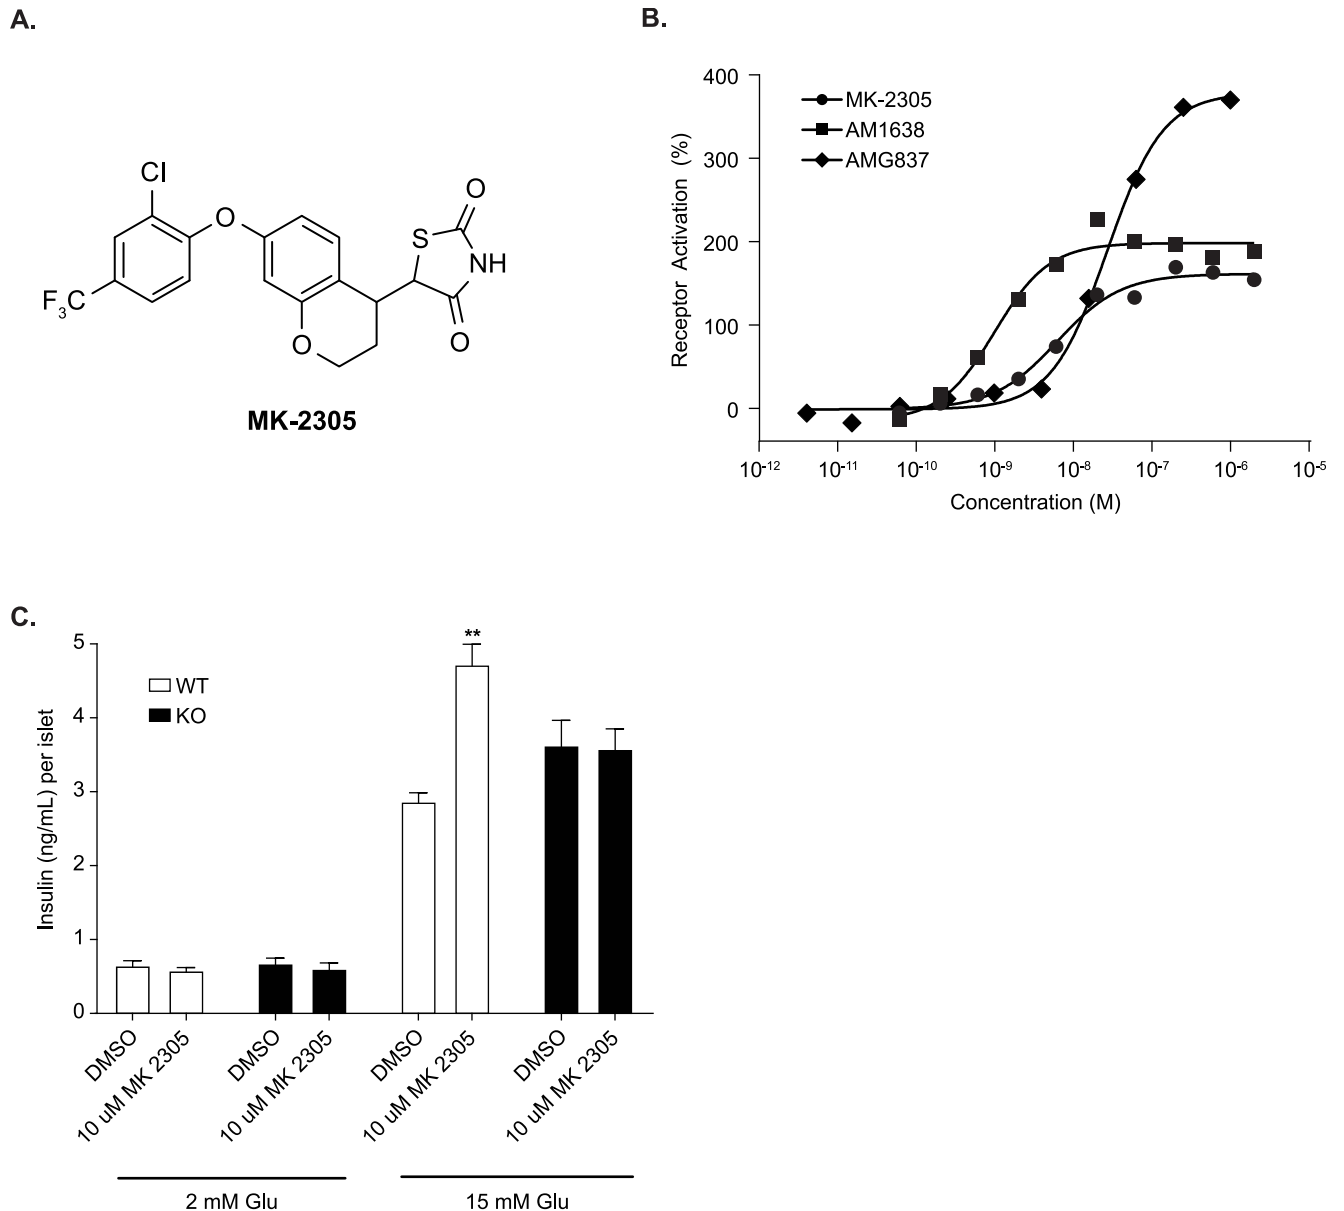 A.
Cl
O
F₃C
O
S
O
NH
O
MK-2305
B.
400
300
200
100
0
Receptor Activation (%)
MK-2305
AM1638
AMG837
10⁻¹² 10⁻¹¹ 10⁻¹⁰ 10⁻⁹ 10⁻⁸ 10⁻⁷ 10⁻⁶ 10⁻⁵
Concentration (M)
C.
5
4
3
2
1
0
Insulin (ng/mL) per islet
WT
KO
**
DMSO
10 uM MK 2305
DMSO
10 uM MK 2305
DMSO
10 uM MK 2305
DMSO
10 uM MK 2305
2 mM Glu
15 mM Glu